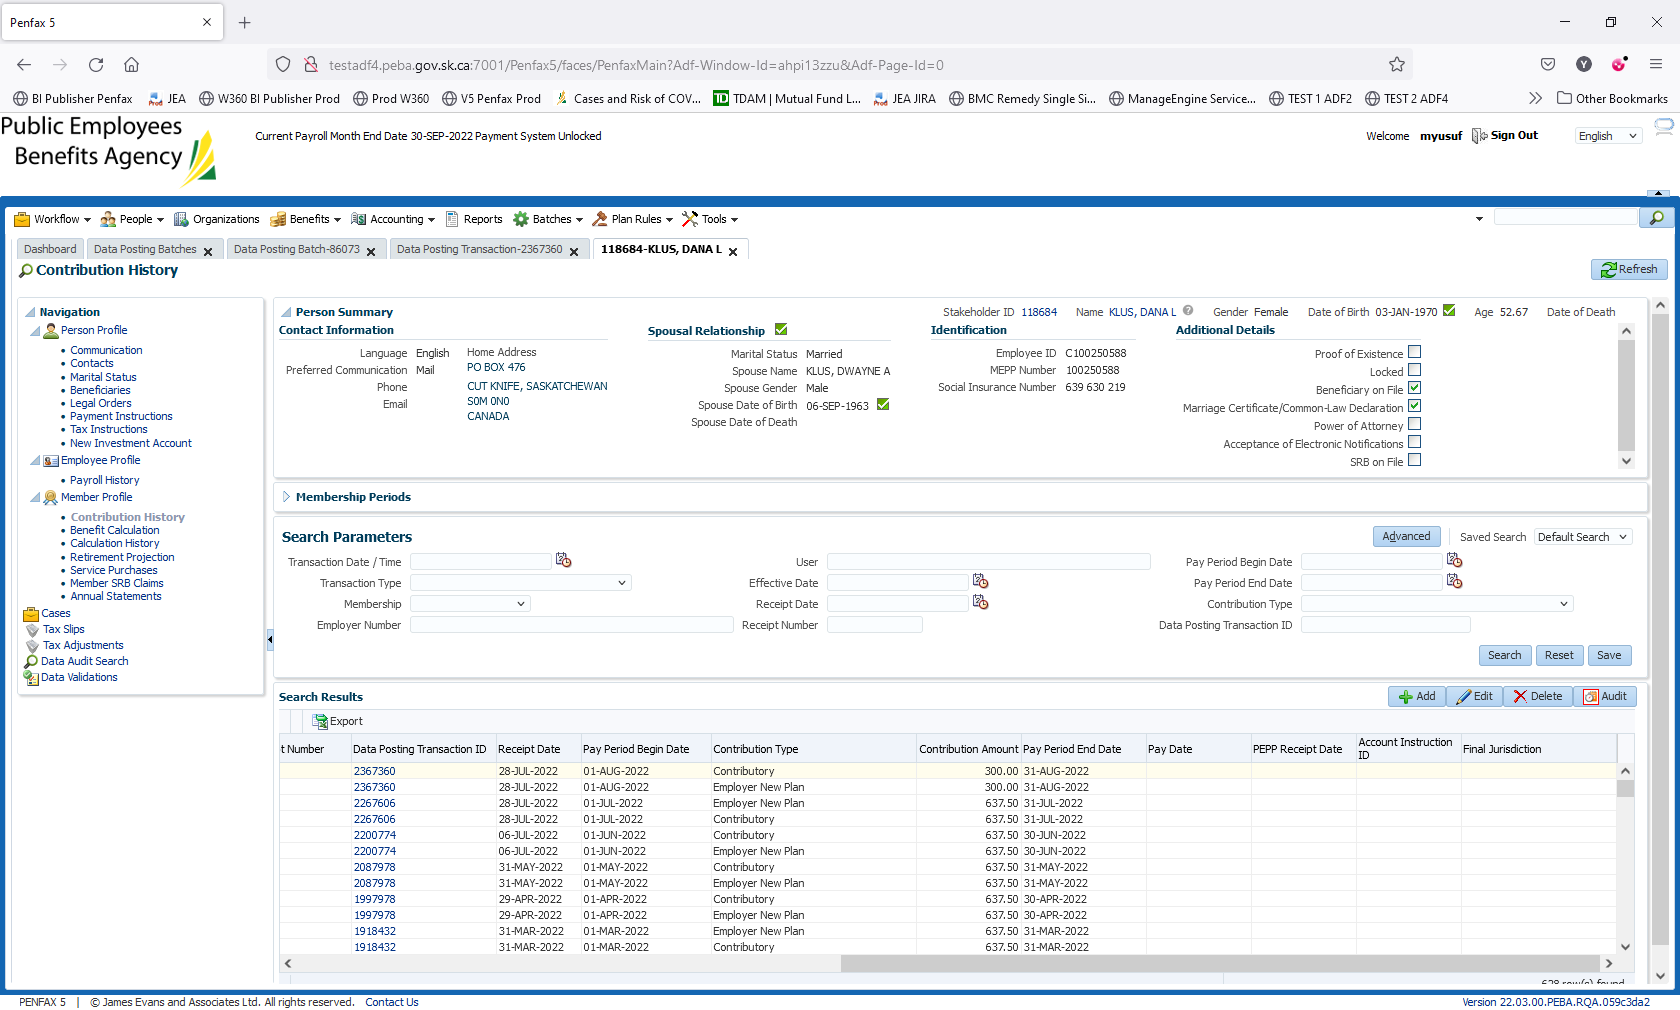 Penfax 5
testadf4.peba.gov.sk.ca:7001/Penfax5/faces/PenfaxMain?Adf-Window-Id=ahpi13zzu&Adf-Page-Id=0
BI Publisher Penfax JEA W360 BI Publisher Prod Prod W360 V5 Penfax Prod Cases and Risk of COV... TDAM | Mutual Fund L... JEA JIRA BMC Remedy Single Si... ManageEngine Service... TEST 1 ADF2 TEST 2 ADF4 Other Bookmarks
Public Employees
Benefits Agency
Current Payroll Month End Date 30-SEP-2022 Payment System Unlocked
Welcome myusuf Sign Out English
Workflow People Organizations Benefits Accounting Reports Batches Plan Rules Tools
Dashboard Data Posting Batches Data Posting Batch-86073 Data Posting Transaction-2367360 118684-KLUS, DANA L
Contribution History
Refresh
Navigation
Person Profile
Communication
Contacts
Marital Status
Beneficiaries
Legal Orders
Payment Instructions
Tax Instructions
New Investment Account
Employee Profile
Payroll History
Member Profile
Contribution History
Benefit Calculation
Calculation History
Retirement Projection
Service Purchases
Member SRB Claims
Annual Statements
Cases
Tax Slips
Tax Adjustments
Data Audit Search
Data Validations
Person Summary
Stakeholder ID 118684 Name KLUS, DANA L Gender Female Date of Birth 03-JAN-1970 Age 52.67 Date of Death
Contact Information
Language English
Preferred Communication Mail
Phone
Email
Home Address
PO BOX 476
CUT KNIFE, SASKATCHEWAN
S0M 0N0
CANADA
Spousal Relationship
Marital Status Married
Spouse Name KLUS, DWAYNE A
Spouse Gender Male
Spouse Date of Birth 06-SEP-1963
Spouse Date of Death
Identification
Employee ID C100250588
MEPP Number 100250588
Social Insurance Number 639 630 219
Additional Details
Proof of Existence
Locked
Beneficiary on File
Marriage Certificate/Common-Law Declaration
Power of Attorney
Acceptance of Electronic Notifications
SRB on File
Membership Periods
Search Parameters
Advanced Saved Search Default Search
Transaction Date / Time User Pay Period Begin Date
Transaction Type Effective Date Pay Period End Date
Membership Receipt Date Contribution Type
Employer Number Receipt Number Data Posting Transaction ID
Search Reset Save
Search Results
Add Edit Delete Audit
Export
t Number Data Posting Transaction ID Receipt Date Pay Period Begin Date Contribution Type Contribution Amount Pay Period End Date Pay Date PEPP Receipt Date Account Instruction ID Final Jurisdiction
2367360 28-JUL-2022 01-AUG-2022 Contributory 300.00 31-AUG-2022
2367360 28-JUL-2022 01-AUG-2022 Employer New Plan 300.00 31-AUG-2022
2267606 28-JUL-2022 01-JUL-2022 Employer New Plan 637.50 31-JUL-2022
2267606 28-JUL-2022 01-JUL-2022 Contributory 637.50 31-JUL-2022
2200774 06-JUL-2022 01-JUN-2022 Contributory 637.50 30-JUN-2022
2200774 06-JUL-2022 01-JUN-2022 Employer New Plan 637.50 30-JUN-2022
2087978 31-MAY-2022 01-MAY-2022 Contributory 637.50 31-MAY-2022
2087978 31-MAY-2022 01-MAY-2022 Employer New Plan 637.50 31-MAY-2022
1997978 29-APR-2022 01-APR-2022 Contributory 637.50 30-APR-2022
1997978 29-APR-2022 01-APR-2022 Employer New Plan 637.50 30-APR-2022
1918432 31-MAR-2022 01-MAR-2022 Employer New Plan 637.50 31-MAR-2022
1918432 31-MAR-2022 01-MAR-2022 Contributory 637.50 31-MAR-2022
628 row(s) found
PENFAX 5 | © James Evans and Associates Ltd. All rights reserved. Contact Us
Version 22.03.00.PEBA.RQA.059c3da2